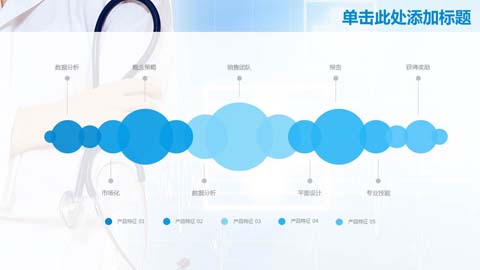 单击此处添加标题
数据分析
概念策略
销售团队
报告
获得奖励
市场化
数据分析
平面设计
专业技能
产品特征 01
产品特征 02
产品特征 03
产品特征 04
产品特征 05